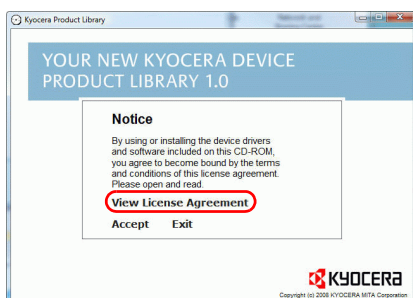 Kyocera Product Library
YOUR NEW KYOCERA DEVICE
PRODUCT LIBRARY 1.0
Notice
By using or installing the device drivers
and software included on this CD-ROM,
you agree to become bound by the terms
and conditions of this license agreement.
Please open and read.
View License Agreement
Accept Exit
KYOCERA
Copyright (c) 2008 KYOCERA MITA Corporation